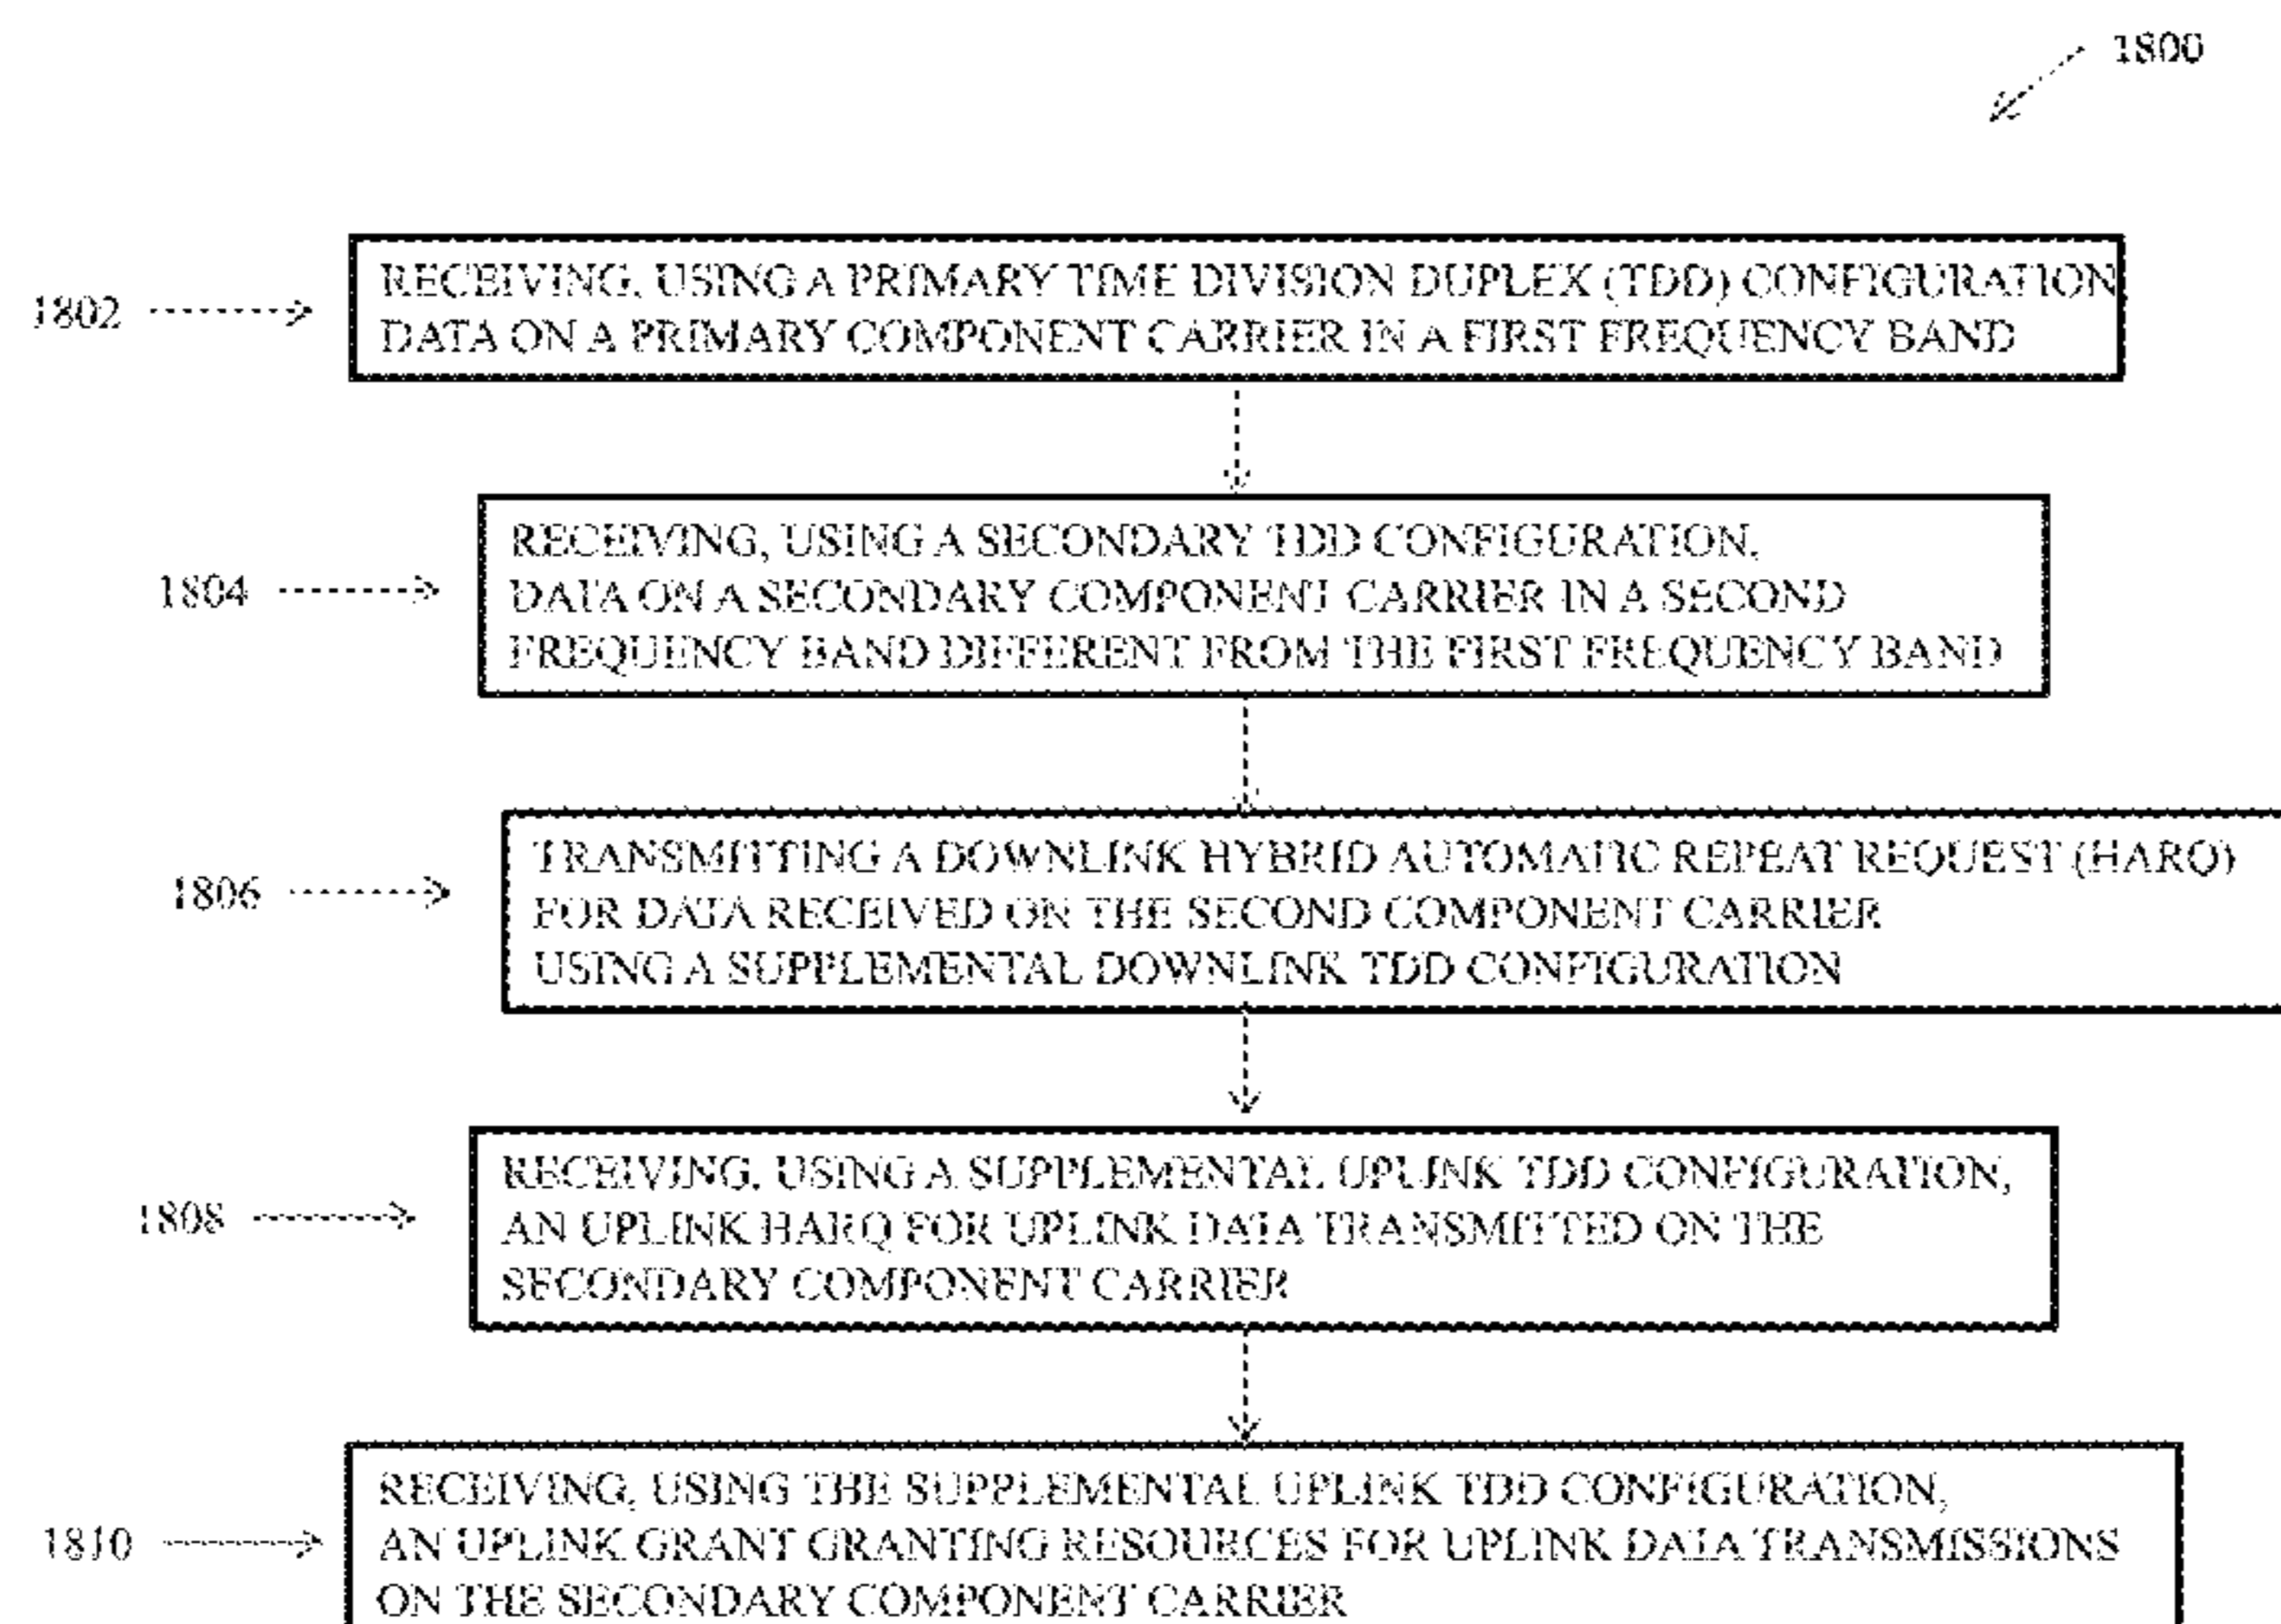 1800
1802
RECEIVING, USING A PRIMARY TIME DIVISION DUPLEX (TDD) CONFIGURATION
DATA ON A PRIMARY COMPONENT CARRIER IN A FIRST FREQUENCY BAND
1804
RECEIVING, USING A SECONDARY TDD CONFIGURATION,
DATA ON A SECONDARY COMPONENT CARRIER IN A SECOND
FREQUENCY BAND DIFFERENT FROM THE FIRST FREQUENCY BAND
1806
TRANSMITTING A DOWNLINK HYBRID AUTOMATIC REPEAT REQUEST (HARQ)
FOR DATA RECEIVED ON THE SECOND COMPONENT CARRIER
USING A SUPPLEMENTAL DOWNLINK TDD CONFIGURATION
1808
RECEIVING, USING A SUPPLEMENTAL UPLINK TDD CONFIGURATION,
AN UPLINK HARQ FOR UPLINK DATA TRANSMITTED ON THE
SECONDARY COMPONENT CARRIER
1810
RECEIVING, USING THE SUPPLEMENTAL UPLINK TDD CONFIGURATION,
AN UPLINK GRANT GRANTING RESOURCES FOR UPLINK DATA TRANSMISSIONS
ON THE SECONDARY COMPONENT CARRIER